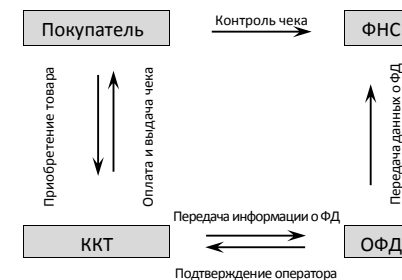 Контроль чека
Покупатель
ФНС
Приобретение товара
Оплата и выдача чека
Передача данных о ФД
Передача информации о ФД
ККТ
ОФД
Подтверждение оператора